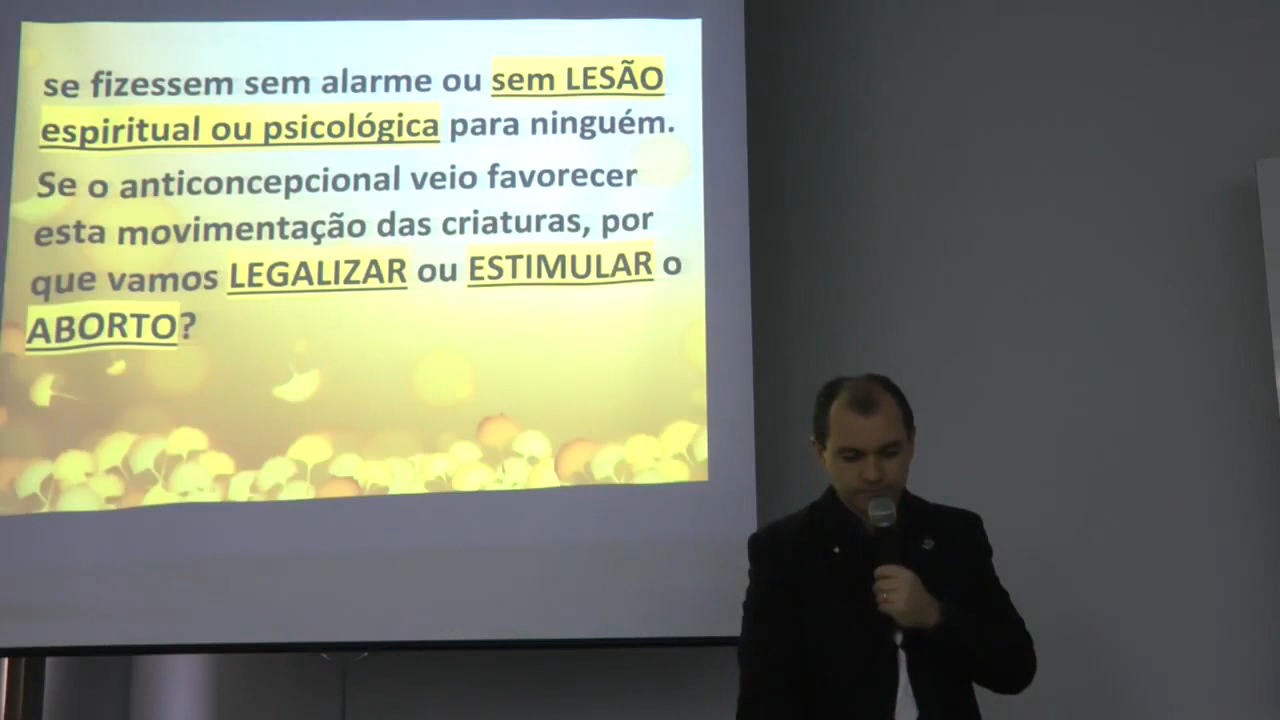 se fizessem sem alarme ou sem LESÃO
espiritual ou psicológica para ninguém.
Se o anticoncepcional veio favorecer
esta movimentação das criaturas, por
que vamos LEGALIZAR ou ESTIMULAR o
ABORTO?